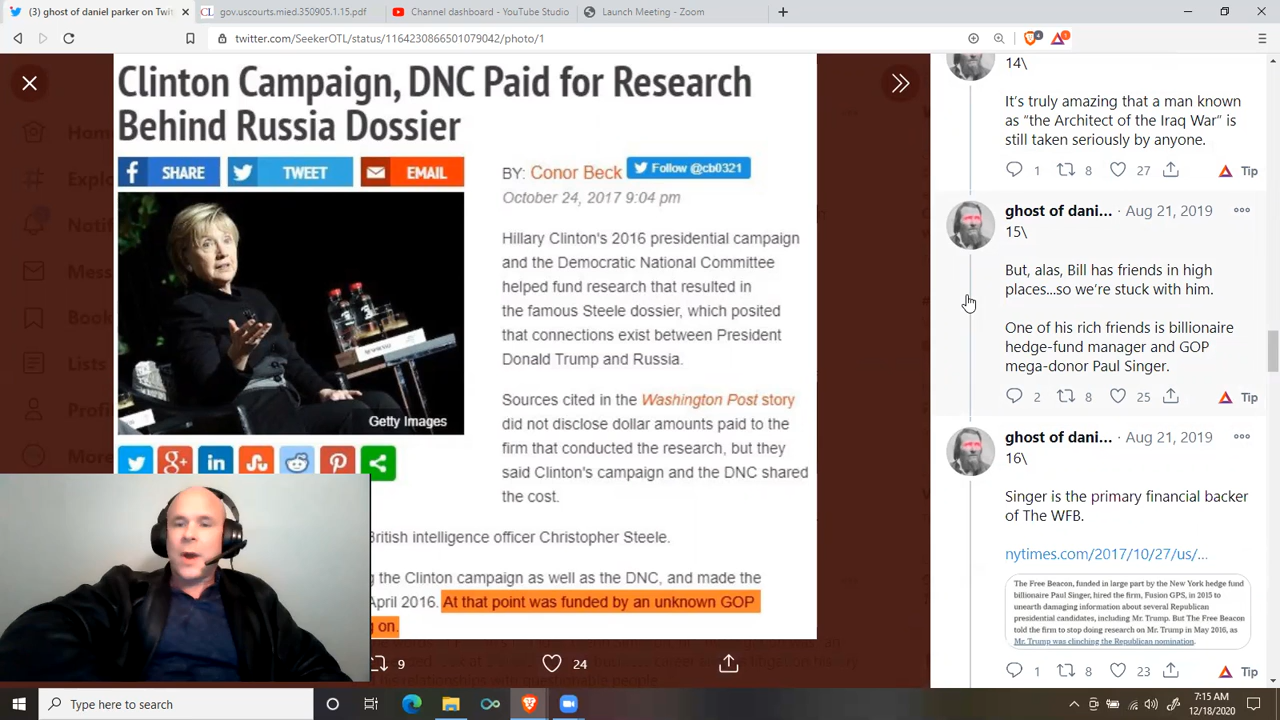 (3) ghost of daniel parker on Twit
gov.uscourts.mied.350905.1.15.pdf
Channel dashboard - YouTube Studio
Launch Meeting - Zoom
twitter.com/SeekerOTL/status/1164230866501079042/photo/1
Clinton Campaign, DNC Paid for Research
Behind Russia Dossier
SHARE
TWEET
EMAIL
BY: Conor Beck
Follow @cb0321
October 24, 2017 9:04 pm
Hillary Clinton's 2016 presidential campaign
and the Democratic National Committee
helped fund research that resulted in
the famous Steele dossier, which posited
that connections exist between President
Donald Trump and Russia.
Sources cited in the Washington Post story
did not disclose dollar amounts paid to the
firm that conducted the research, but they
said Clinton's campaign and the DNC shared
the cost.
Getty Images
British intelligence officer Christopher Steele.
g the Clinton campaign as well as the DNC, and made the
April 2016. At that point was funded by an unknown GOP
g on.
9
24
14\
It's truly amazing that a man known
as “the Architect of the Iraq War” is
still taken seriously by anyone.
1
8
27
Tip
ghost of dani... · Aug 21, 2019
15\
But, alas, Bill has friends in high
places...so we're stuck with him.
One of his rich friends is billionaire
hedge-fund manager and GOP
mega-donor Paul Singer.
2
8
25
Tip
ghost of dani... · Aug 21, 2019
16\
Singer is the primary financial backer
of The WFB.
nytimes.com/2017/10/27/us/...
The Free Beacon, funded in large part by the New York hedge fund
billionaire Paul Singer, hired the firm, Fusion GPS, in 2015 to
unearth damaging information about several Republican
presidential candidates, including Mr. Trump. But The Free Beacon
told the firm to stop doing research on Mr. Trump in May 2016, as
Mr. Trump was clinching the Republican nomination.
1
8
23
Tip
Type here to search
7:15 AM
12/18/2020